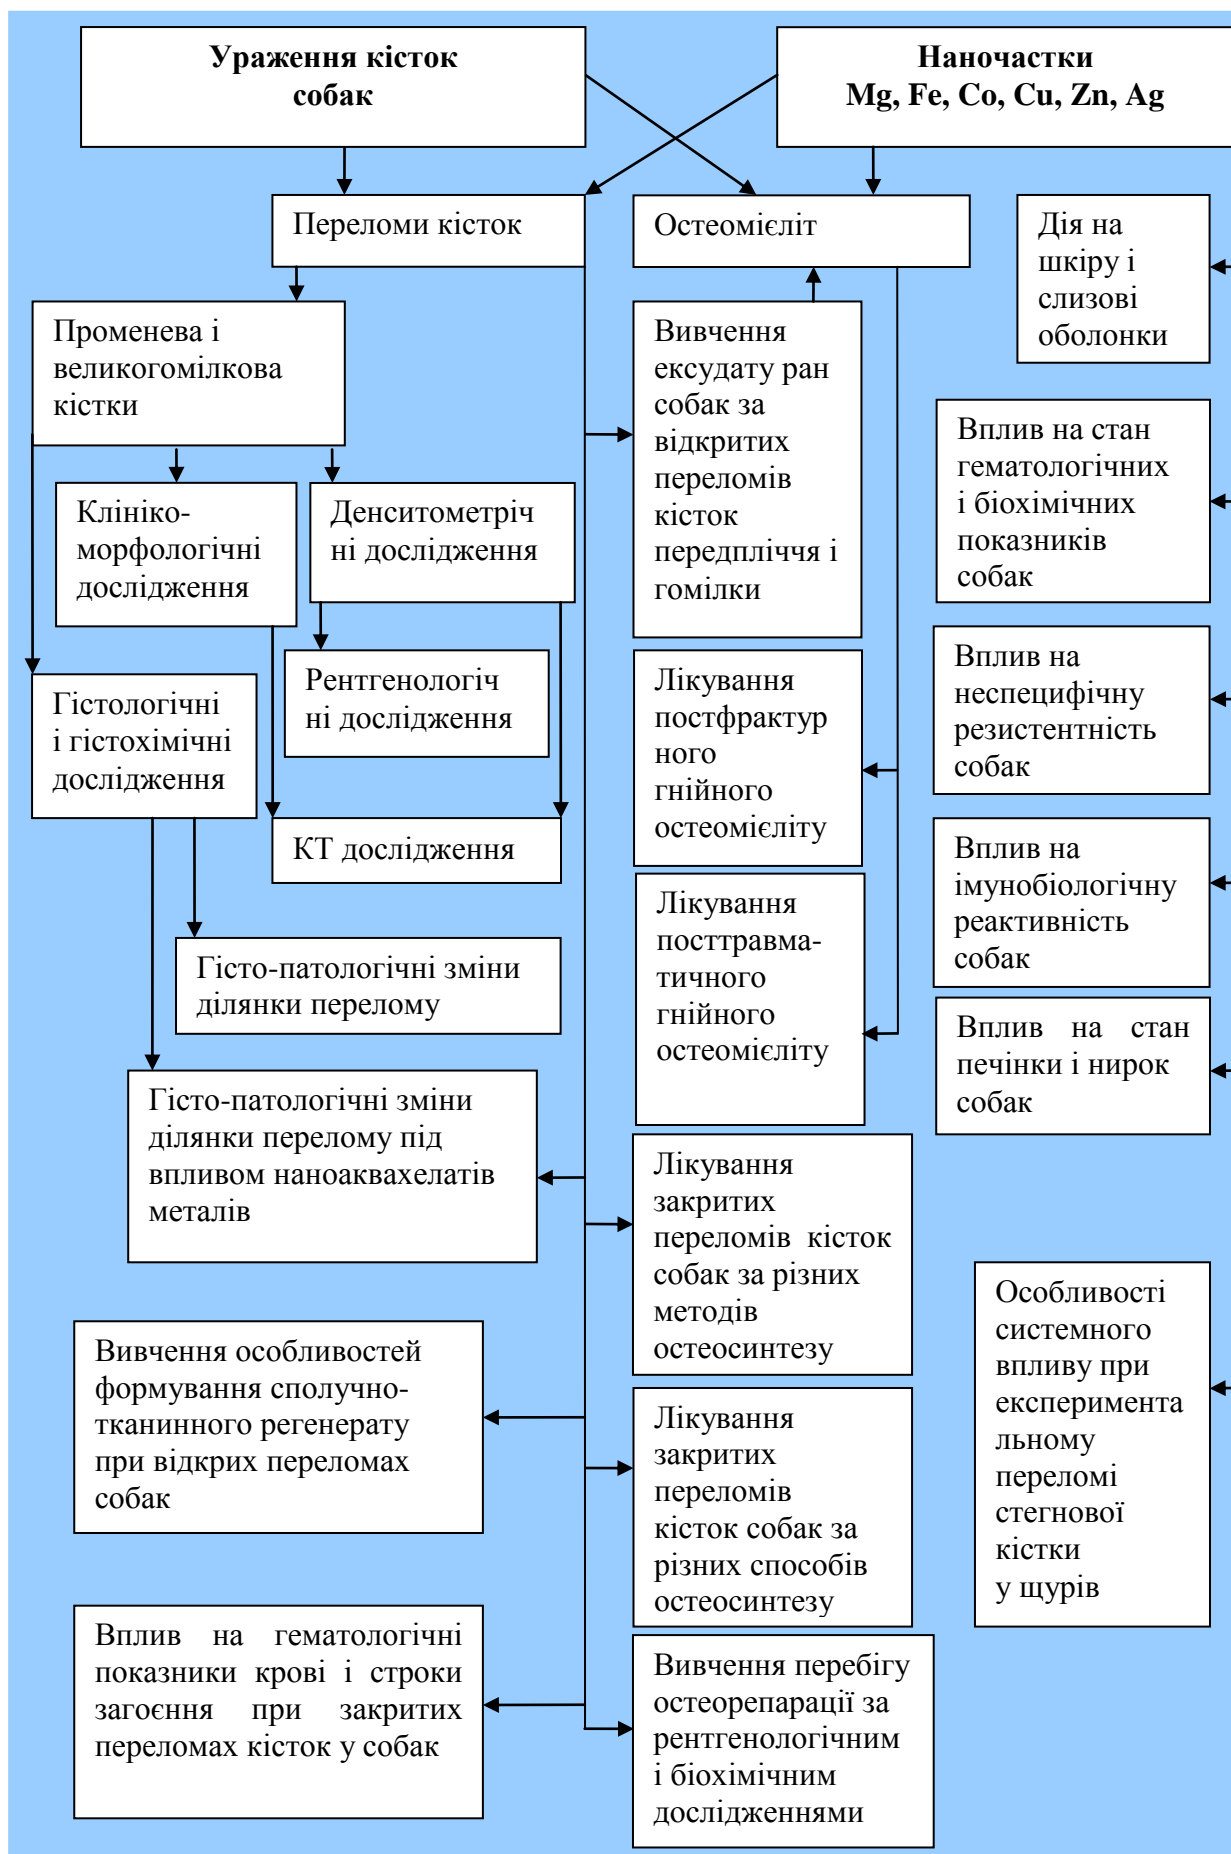 Ураження кісток
собак
Наночастки
Mg, Fe, Co, Cu, Zn, Ag
Переломи кісток
Остеомієліт
Дія на
шкіру і
слизові
оболонки
Променева і
великогомілкова
кістки
Вивчення
ексудату ран
собак за
відкритих
переломів
кісток
передпліччя і
гомілки
Вплив на стан
гематологічних
і біохімічних
показників
собак
Клініко-
морфологічні
дослідження
Денситометріч
ні дослідження
Рентгенологіч
ні дослідження
Гістологічні
і гістохімічні
дослідження
Лікування
постфрактур
ного
гнійного
остеомієліту
Вплив на
неспецифічну
резистентність
собак
КТ дослідження
Вплив на
імунобіологічну
реактивність
собак
Лікування
посттравма-
тичного
гнійного
остеомієліту
Гісто-патологічні зміни
ділянки перелому
Вплив на стан
печінки і нирок
собак
Гісто-патологічні зміни
ділянки перелому під
впливом наноаквахелатів
металів
Лікування
закритих
переломів кісток
собак за різних
методів
остеосинтезу
Особливості
системного
впливу при
експеримента
льному
переломі
стегнової
кістки
у щурів
Вивчення особливостей
формування сполучно-
тканинного регенерату
при відкрих переломах
собак
Лікування
закритих
переломів
кісток собак за
різних способів
остеосинтезу
Вплив на гематологічні
показники крові і строки
загоєння при закритих
переломах кісток у собак
Вивчення перебігу
остеорепарації за
рентгенологічним
і біохімічним
дослідженнями